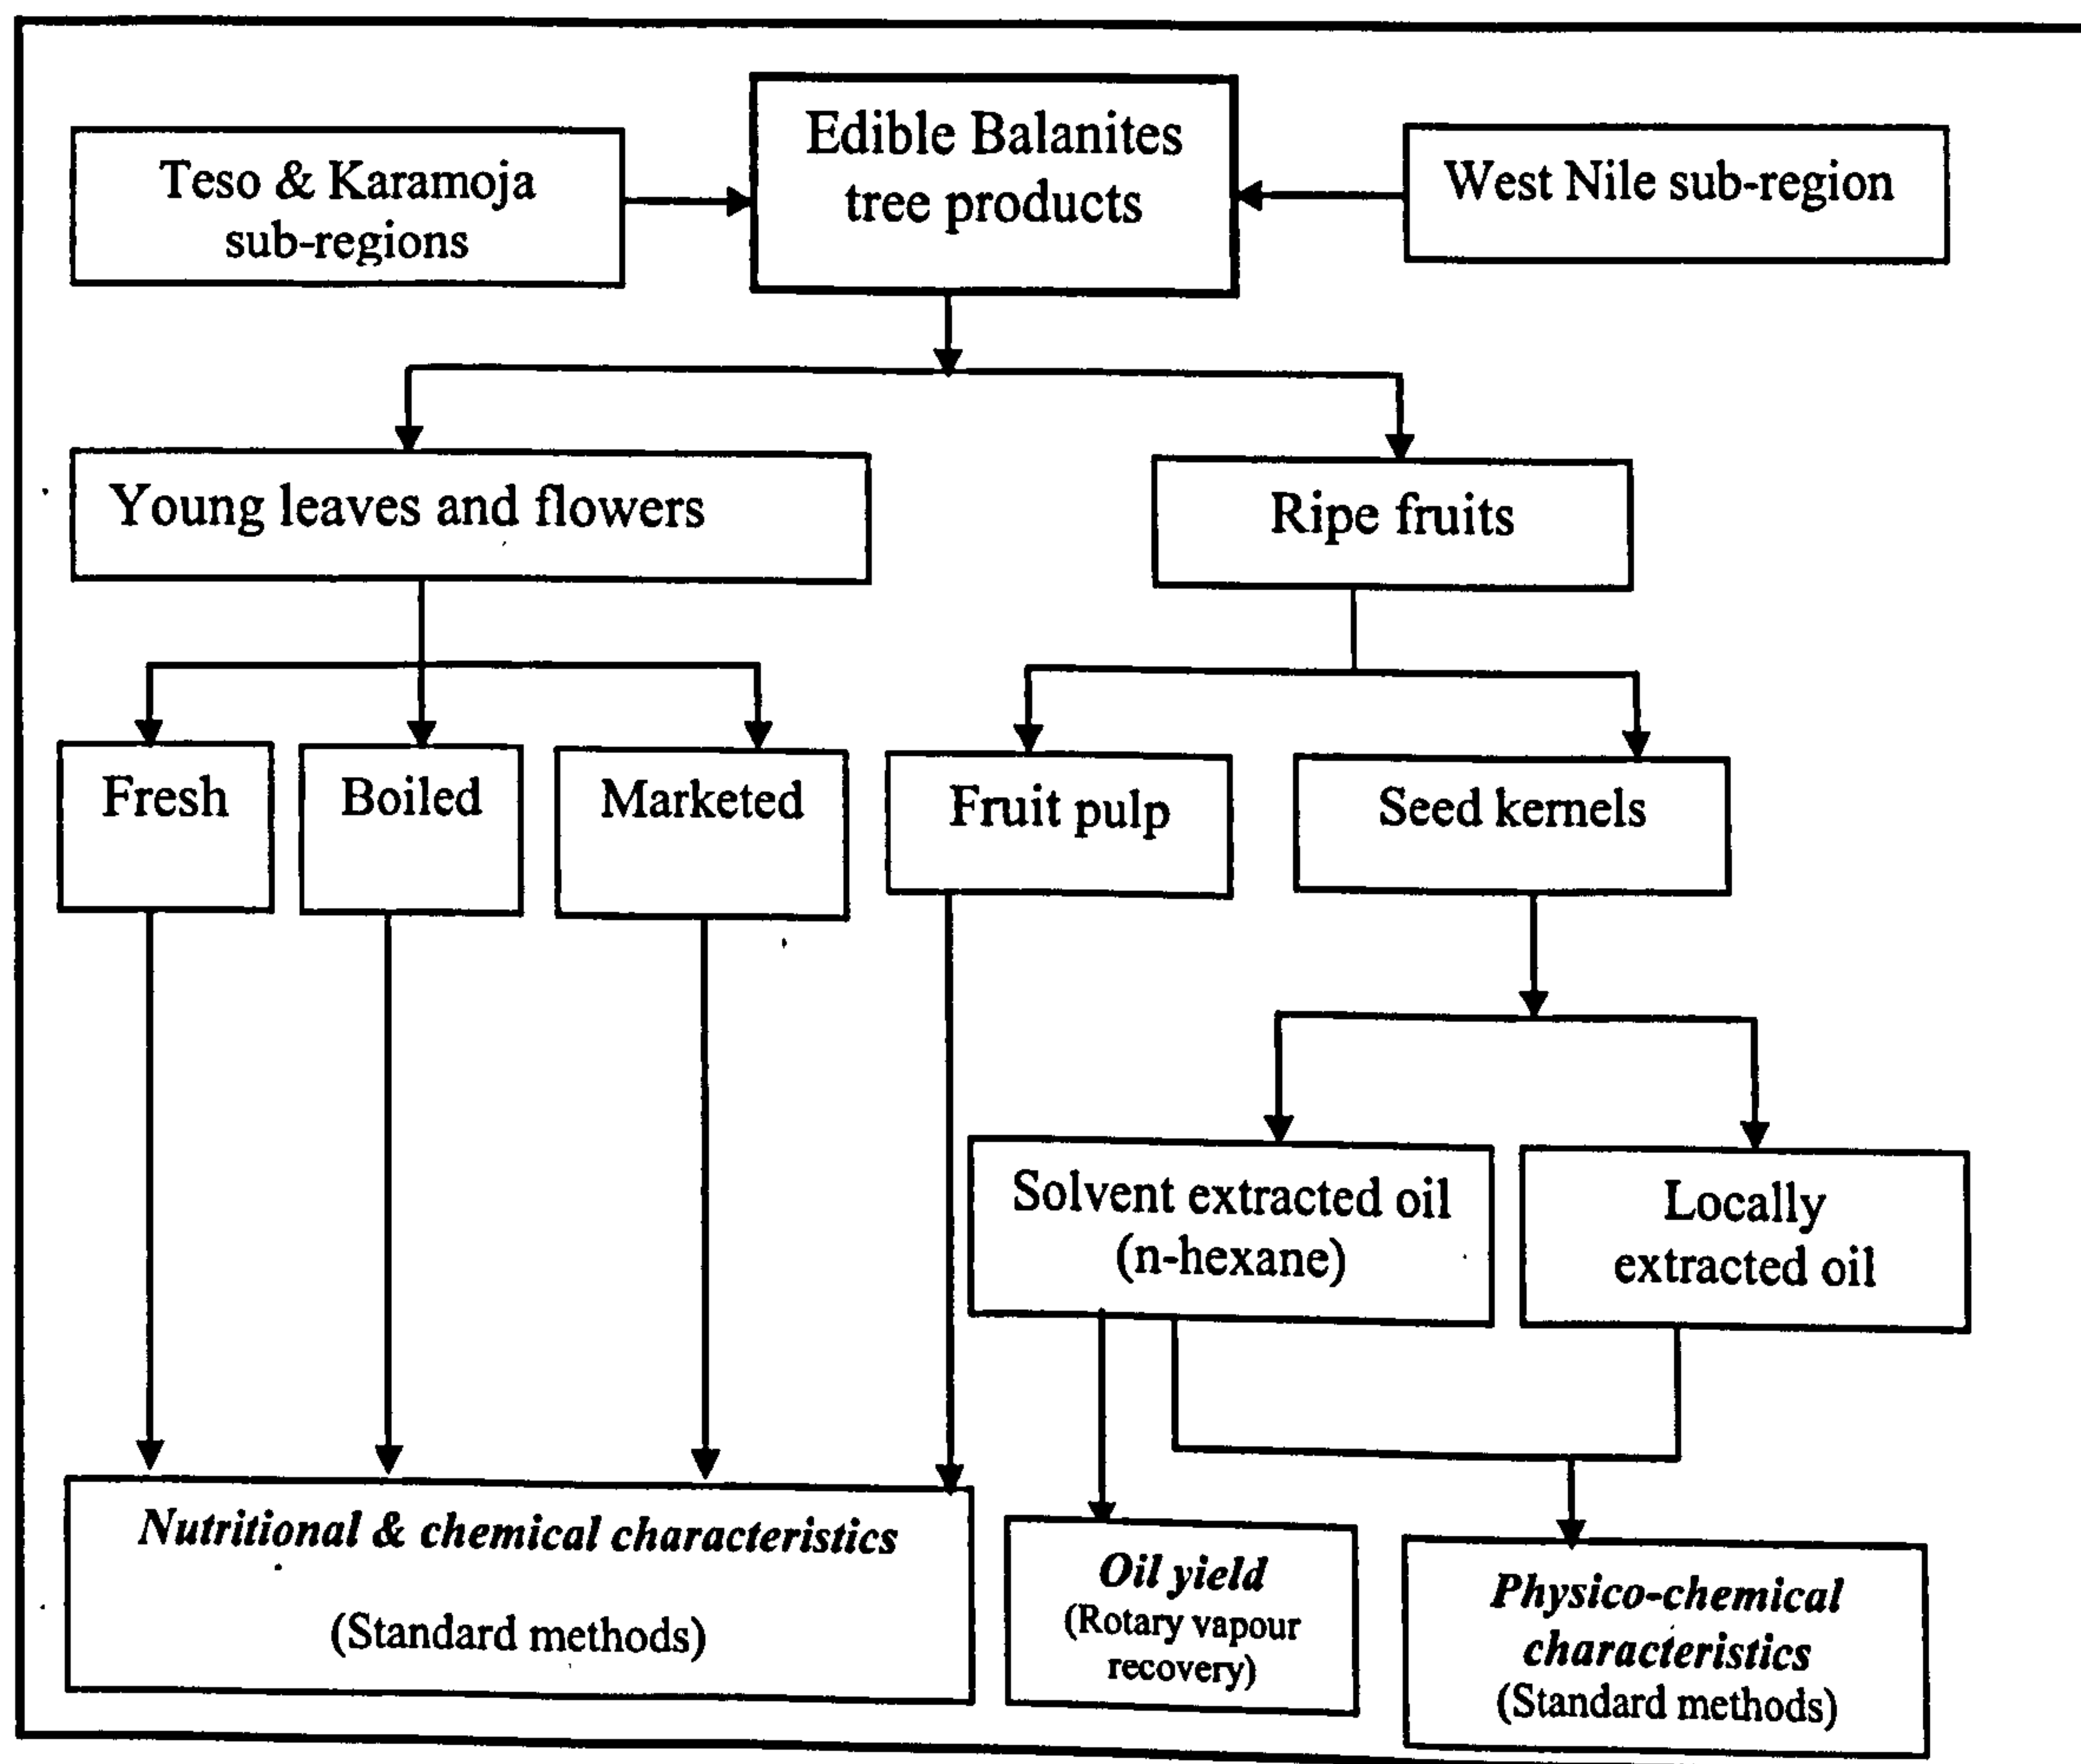 Edible Balanites
tree products
Teso & Karamoja
sub-regions
West Nile sub-region
Young leaves and flowers
Ripe fruits
Fresh
Boiled
Marketed
Fruit pulp
Seed kernels
Solvent extracted oil
(n-hexane)
Locally
extracted oil
Nutritional & chemical characteristics
(Standard methods)
Oil yield
(Rotary vapour
recovery)
Physico-chemical
characteristics
(Standard methods)